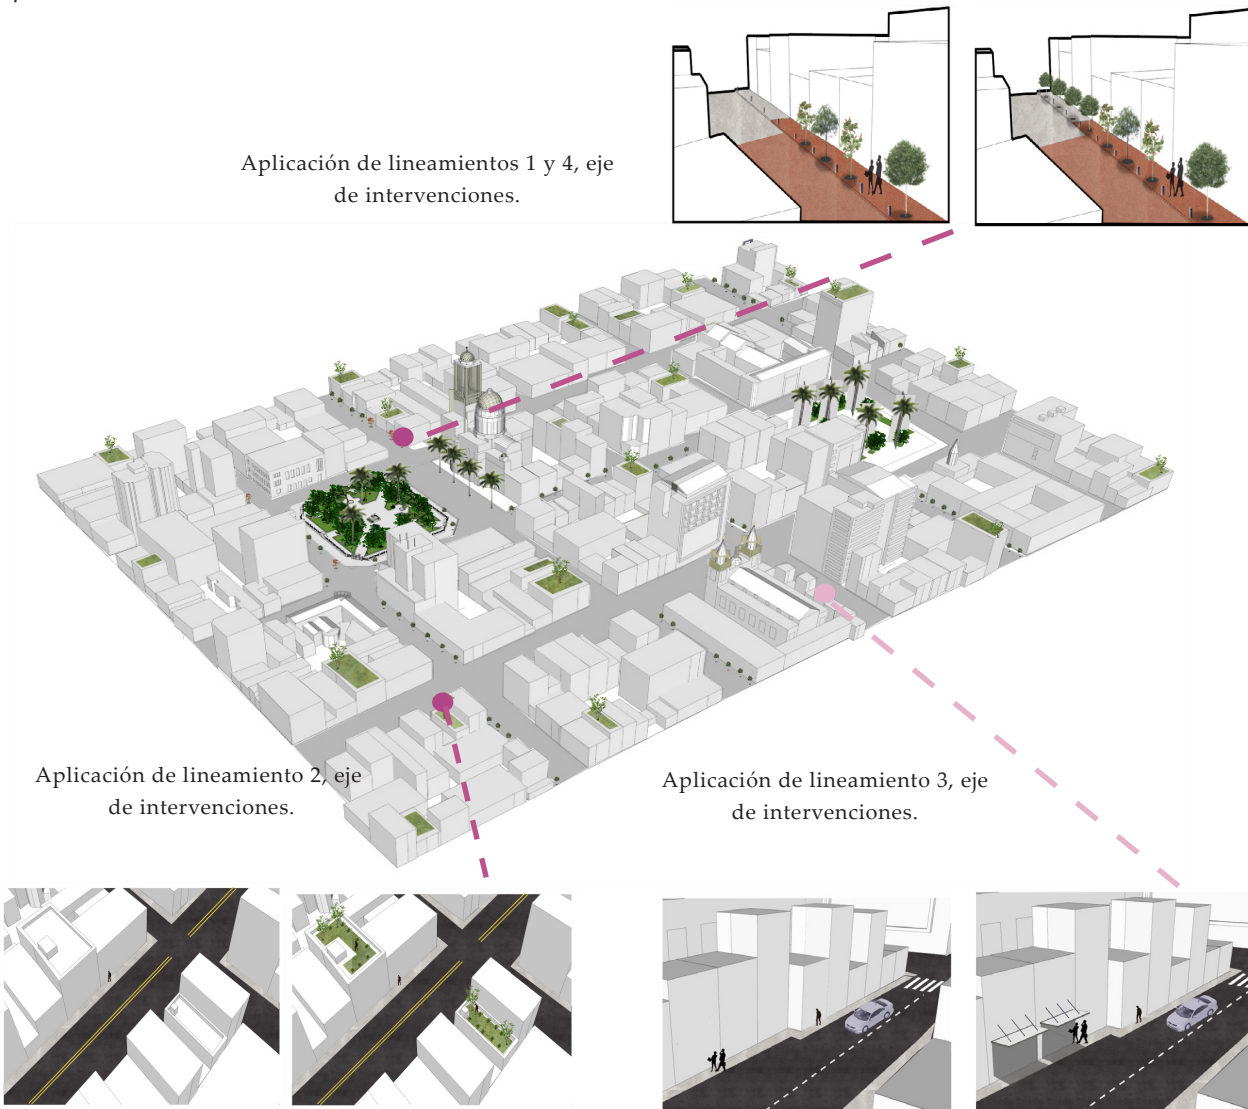 Aplicación de lineamientos 1 y 4, eje
de intervenciones.
Aplicación de lineamiento 2, eje
de intervenciones.
Aplicación de lineamiento 3, eje
de intervenciones.